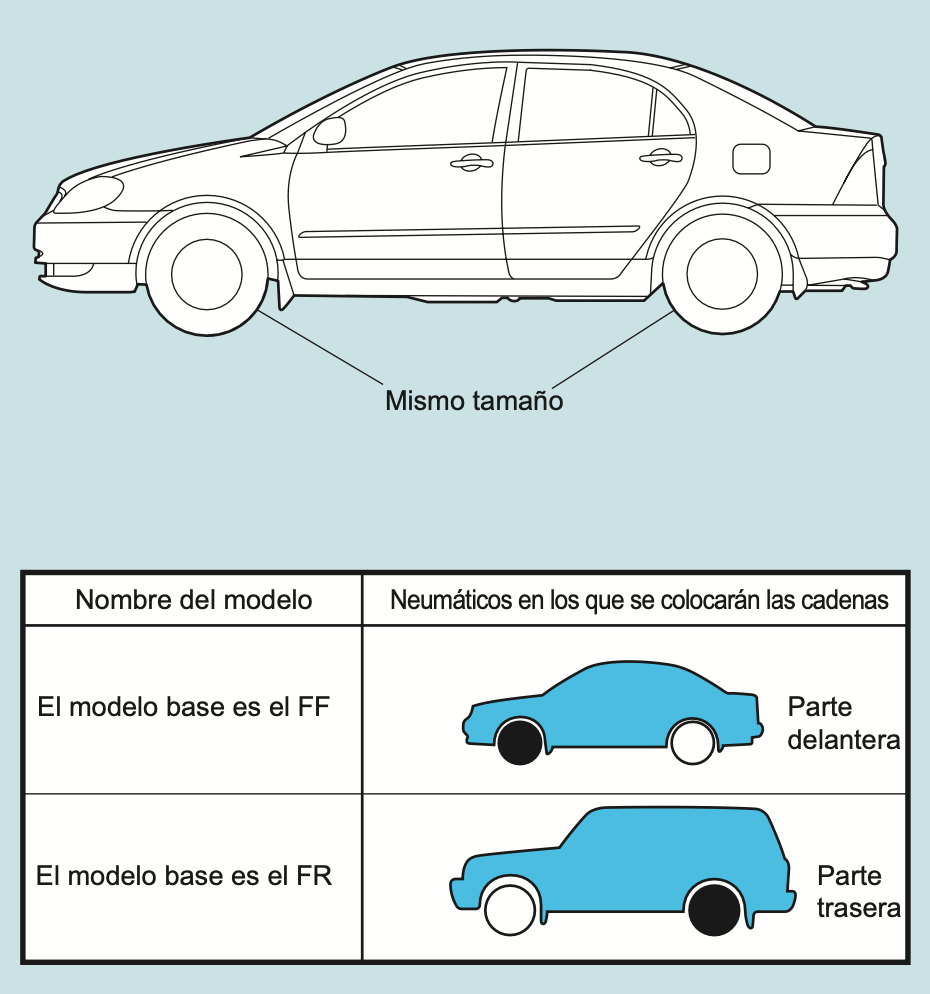 Mismo tamaño
Nombre del modelo
Neumáticos en los que se colocarán las cadenas
El modelo base es el FF
Parte
delantera
El modelo base es el FR
Parte
trasera